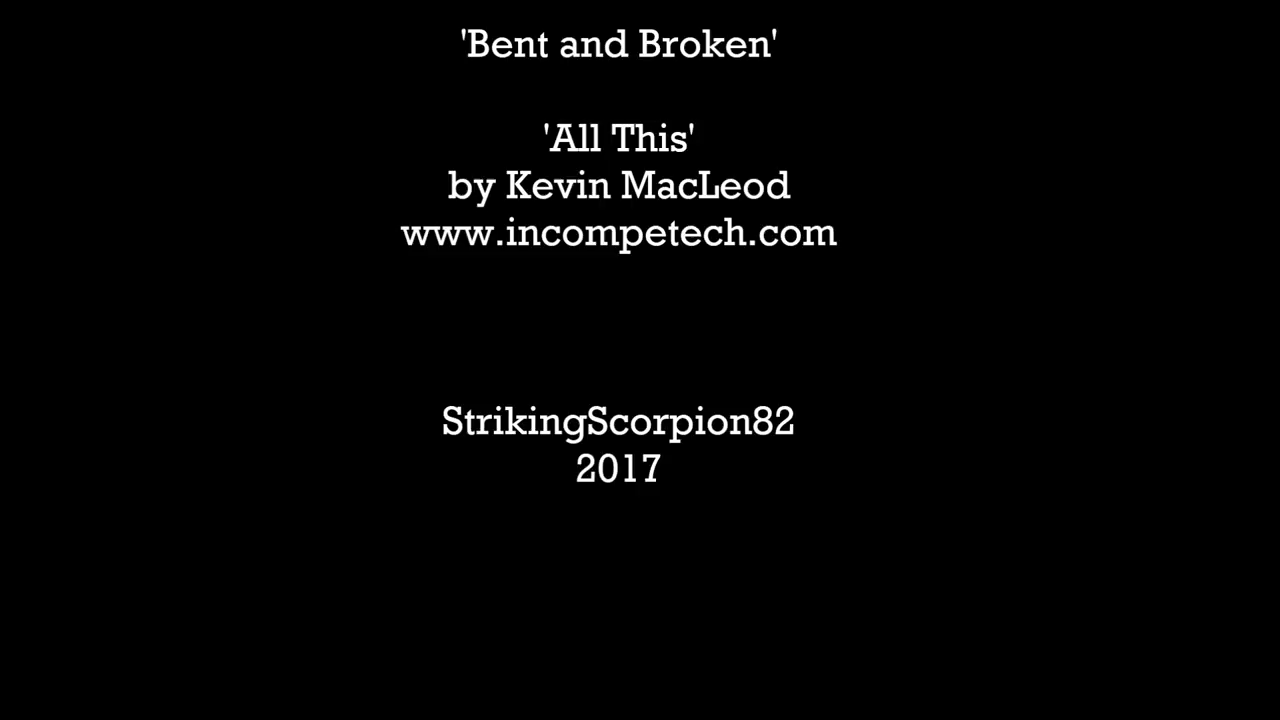 'Bent and Broken'
'All This'
by Kevin MacLeod
www.incompetech.com
StrikingScorpion82
2017